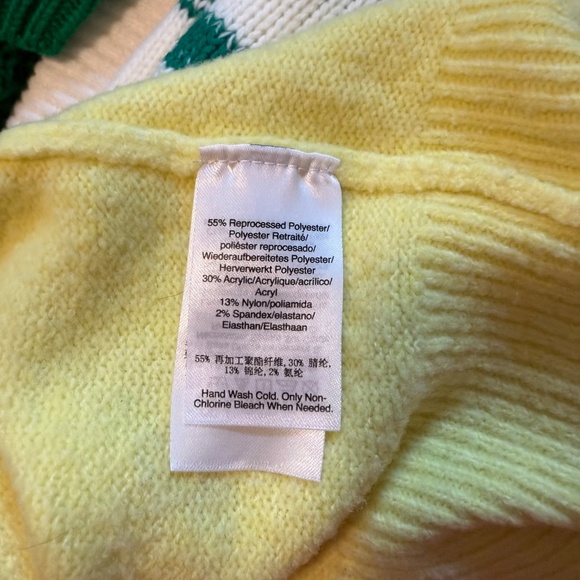 55% Reprocessed Polyester/
Polyester Retraité/
poliéster reprocesado/
Wiederaufbereitetes Polyester/
Herverwerkt Polyester
30% Acrylic/Acrylique/acrílico/
Acryl
13% Nylon/poliamida
2% Spandex/elastano/
Elasthan/Elasthaan
55% 再加工聚酯纤维,30% 腈纶,
13% 锦纶,2% 氨纶
Hand Wash Cold. Only Non-
Chlorine Bleach When Needed.